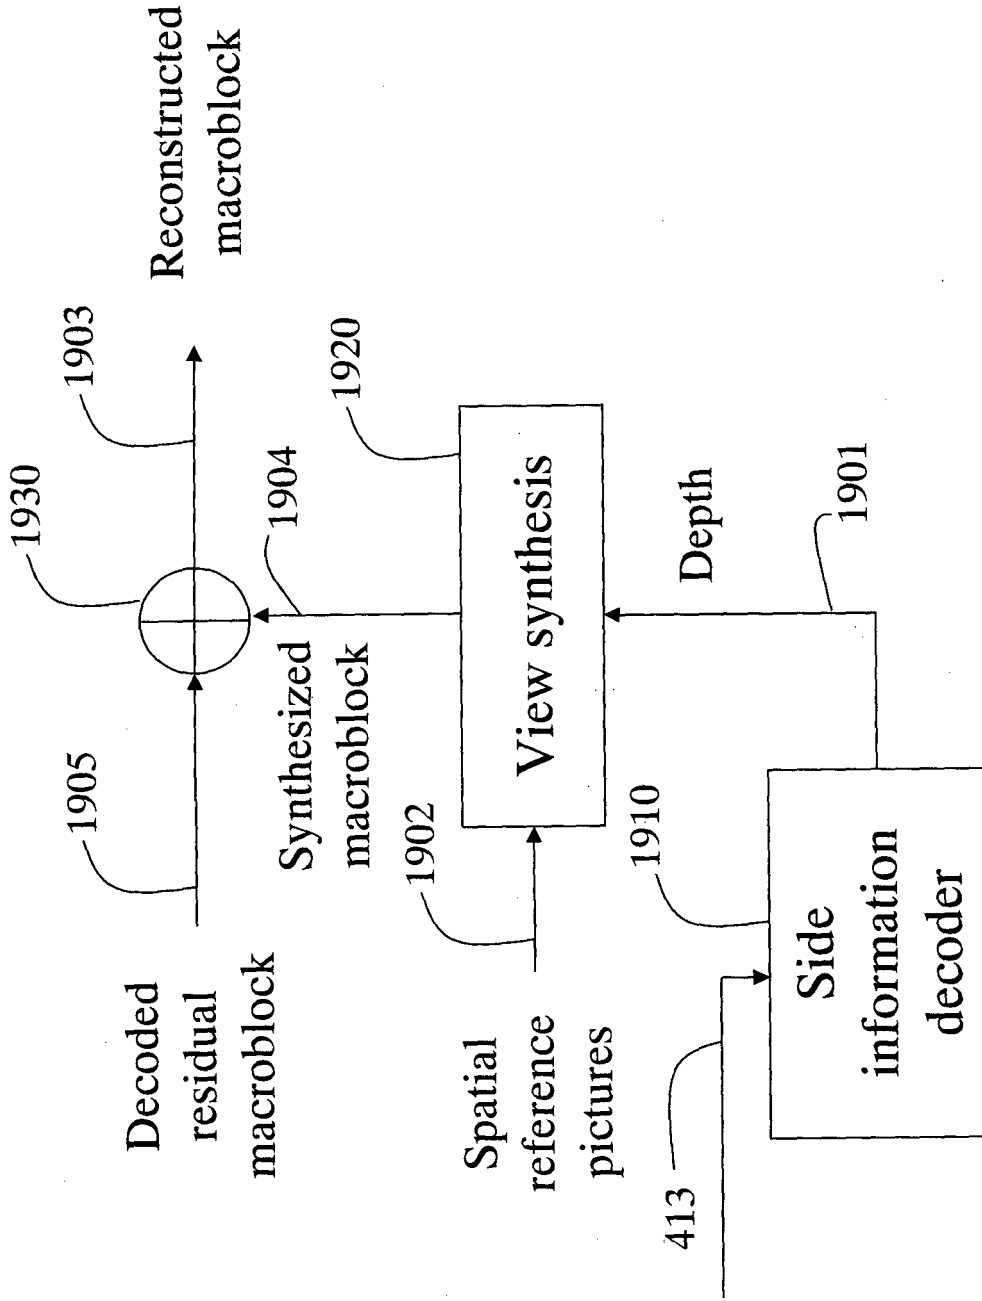 1930
1903
Reconstructed
macroblock
1905
Decoded
residual
macroblock
1904
Synthesized
macroblock
1920
1902
Spatial
reference
pictures
View synthesis
Depth
1901
1910
413
Side
information
decoder